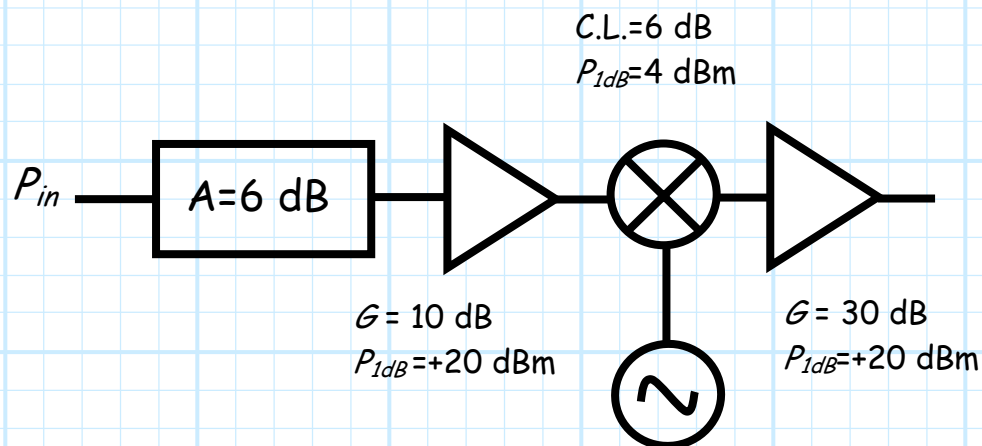 C.L.=6 dB
P1dB=4 dBm
Pin
A=6 dB
G = 10 dB
P1dB=+20 dBm
G = 30 dB
P1dB=+20 dBm